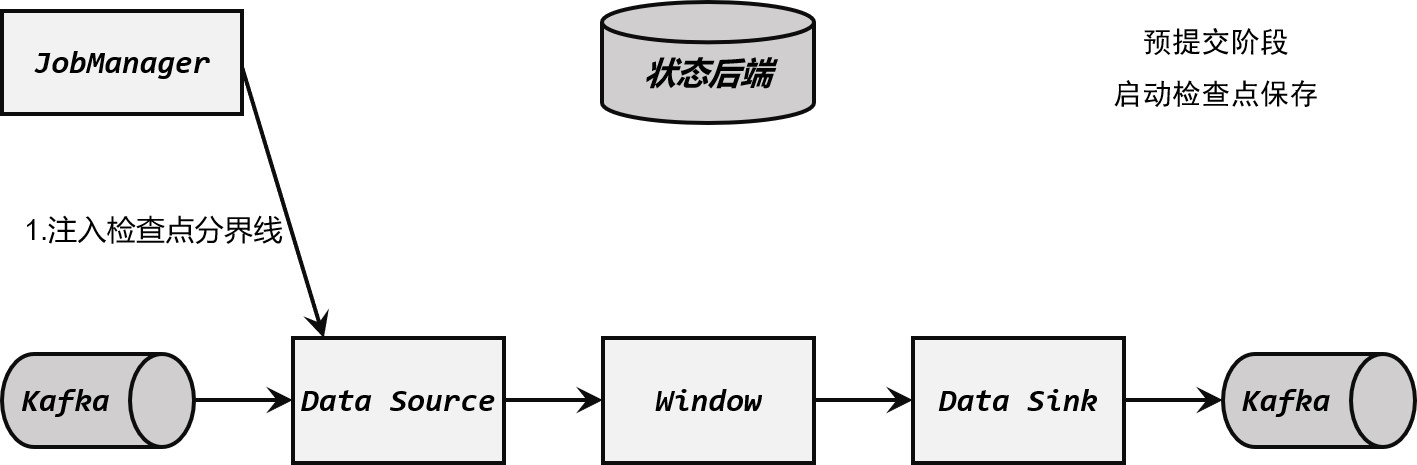 JobManager
状态后端
预提交阶段
启动检查点保存
1.注入检查点分界线
Kafka
Data Source
Window
Data Sink
Kafka